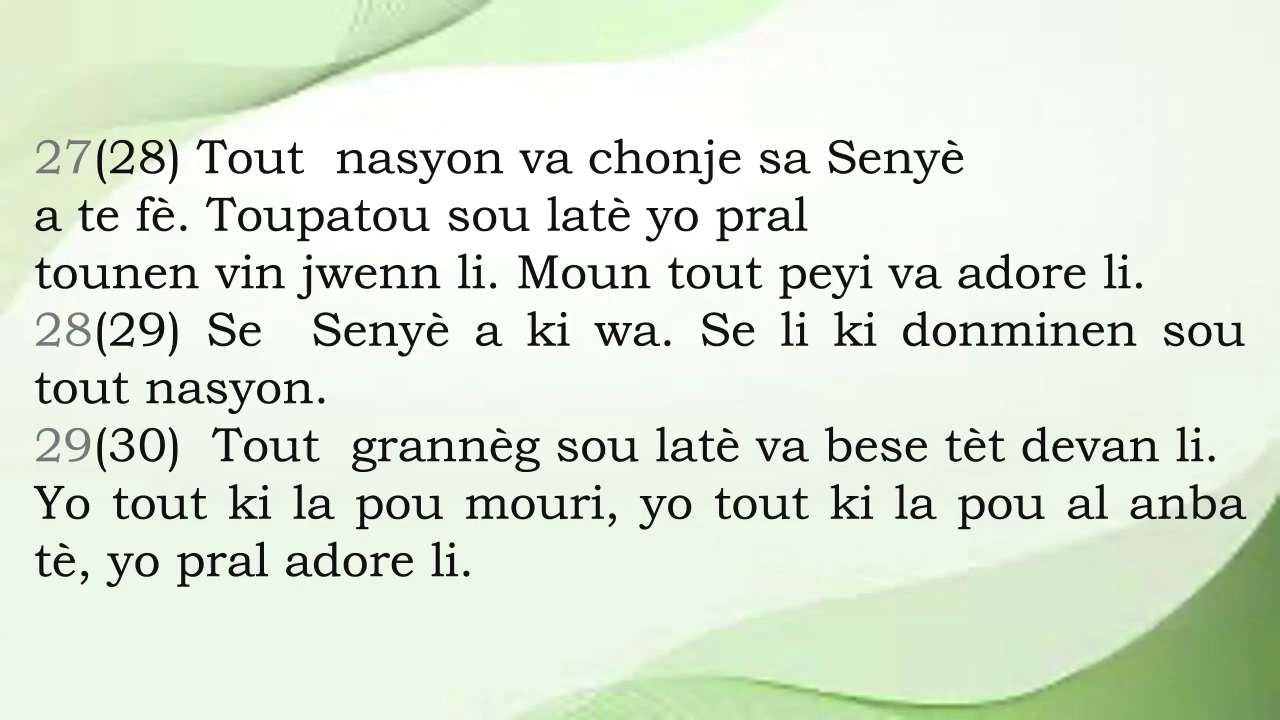 27(28) Tout  nasyon va chonje sa Senyè
a te fè. Toupatou sou latè yo pral
tounen vin jwenn li. Moun tout peyi va adore li.
28(29) Se  Senyè a ki wa. Se li ki donminen sou
tout nasyon.
29(30)  Tout  grannèg sou latè va bese tèt devan li.
Yo tout ki la pou mouri, yo tout ki la pou al anba
tè, yo pral adore li.